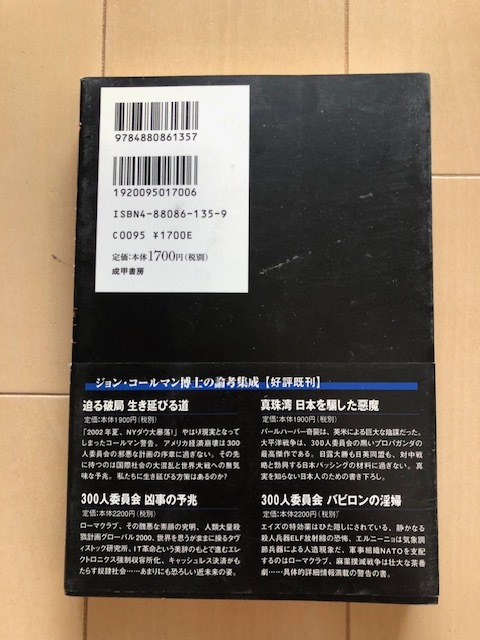 9784880861357
1920095017006
ISBN4-88086-135-9
C0095 ¥1700E
定価:本体1700円(税別)
成甲書房
ジョン・コールマン博士の論考集成【好評既刊】
迫る破局 生き延びる道
定価:本体1900円(税別)
「2002年夏、NYダウ大暴落!」やはり現実となって
しまったコールマン警告。アメリカ経済崩壊は300
人委員会の邪悪な計画の序章に過ぎない。その
先に待つのは国際社会の大混乱と世界大戦への無気
味な予兆。私たちに生き延びる方策はあるのか?
300人委員会 凶事の予兆
定価:本体2200円(税別)
ローマクラブ、その醜悪な素顔の究明、人類大量殺
戮計画グローバル2000、世界を思うがままに操るタヴ
ィストック研究所、IT革命という美辞のもとで進むエレ
クトロニクス強制収容所化、キャッシュレス決済がも
たらす奴隷社会……あまりにも恐ろしい近未来の姿。
真珠湾 日本を騙した悪魔
定価:本体1900円(税別)
パールハーバー奇襲は、英米による巨大な陰謀だった。
太平洋戦争は、300人委員会の黒いプロパガンダの
最高傑作である。日露大勝も日英同盟も、対中戦
略と勃興する日本バッシングの材料に過ぎない。真
実を知らない日本人のための書き下ろし。
300人委員会 バビロンの淫婦
定価:本体2200円(税別)
エイズの特効薬はひた隠しにされている、静かなる
殺人兵器ELF放射線の恐怖、エルニーニョは気象調
節兵器による人造現象だ、軍事組織NATOを支配す
るのはローマクラブ、麻薬撲滅戦争は壮大な茶番
劇……具体的詳細情報満載の警告の書。